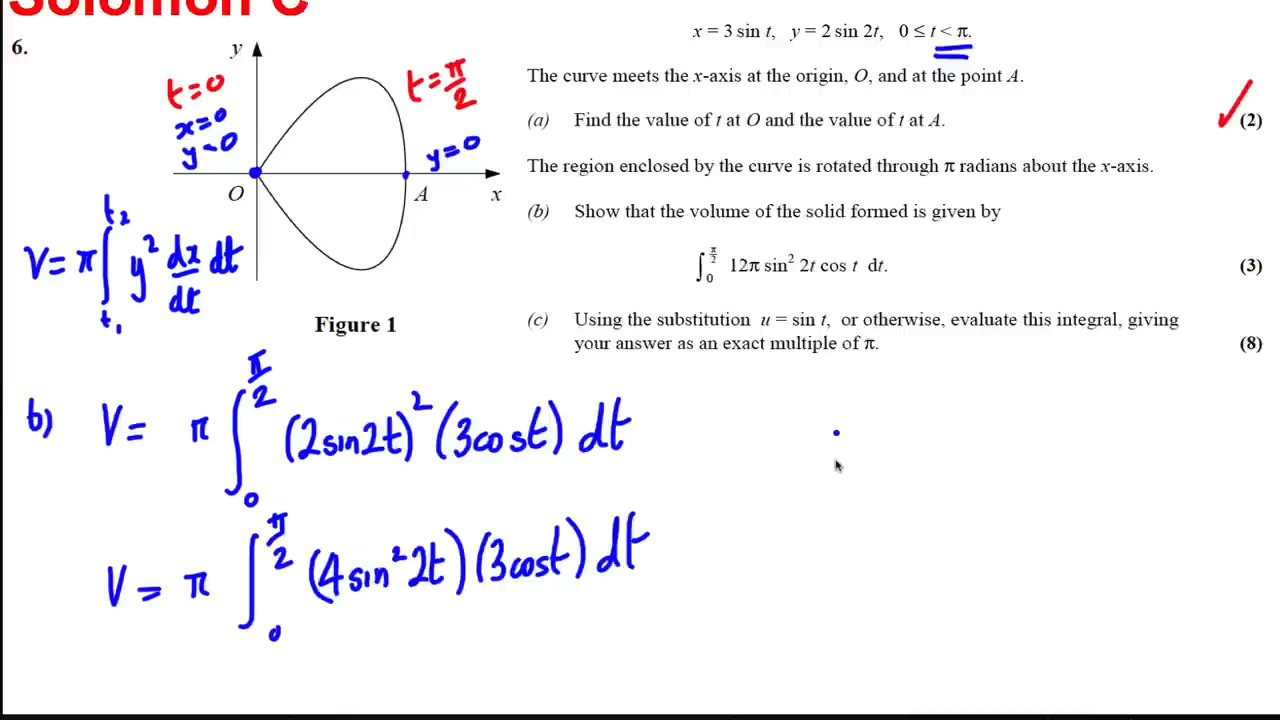 Solomon C
6.
x = 3 sin t, y = 2 sin 2t, 0 ≤ t < π.
The curve meets the x-axis at the origin, O, and at the point A.
(a) Find the value of t at O and the value of t at A. (2)
The region enclosed by the curve is rotated through π radians about the x-axis.
(b) Show that the volume of the solid formed is given by
∫₀^{π/2} 12π sin² 2t cos t dt. (3)
(c) Using the substitution u = sin t, or otherwise, evaluate this integral, giving
your answer as an exact multiple of π. (8)
y
t=0
x=0
y=0
t=π/2
y=0
O
A
x
V= π ∫_{t₁}^{t₂} y² dx/dt dt
Figure 1
b) V= π ∫₀^{π/2} (2sin2t)² (3cost) dt
V= π ∫₀^{π/2} (4sin²2t)(3cost) dt